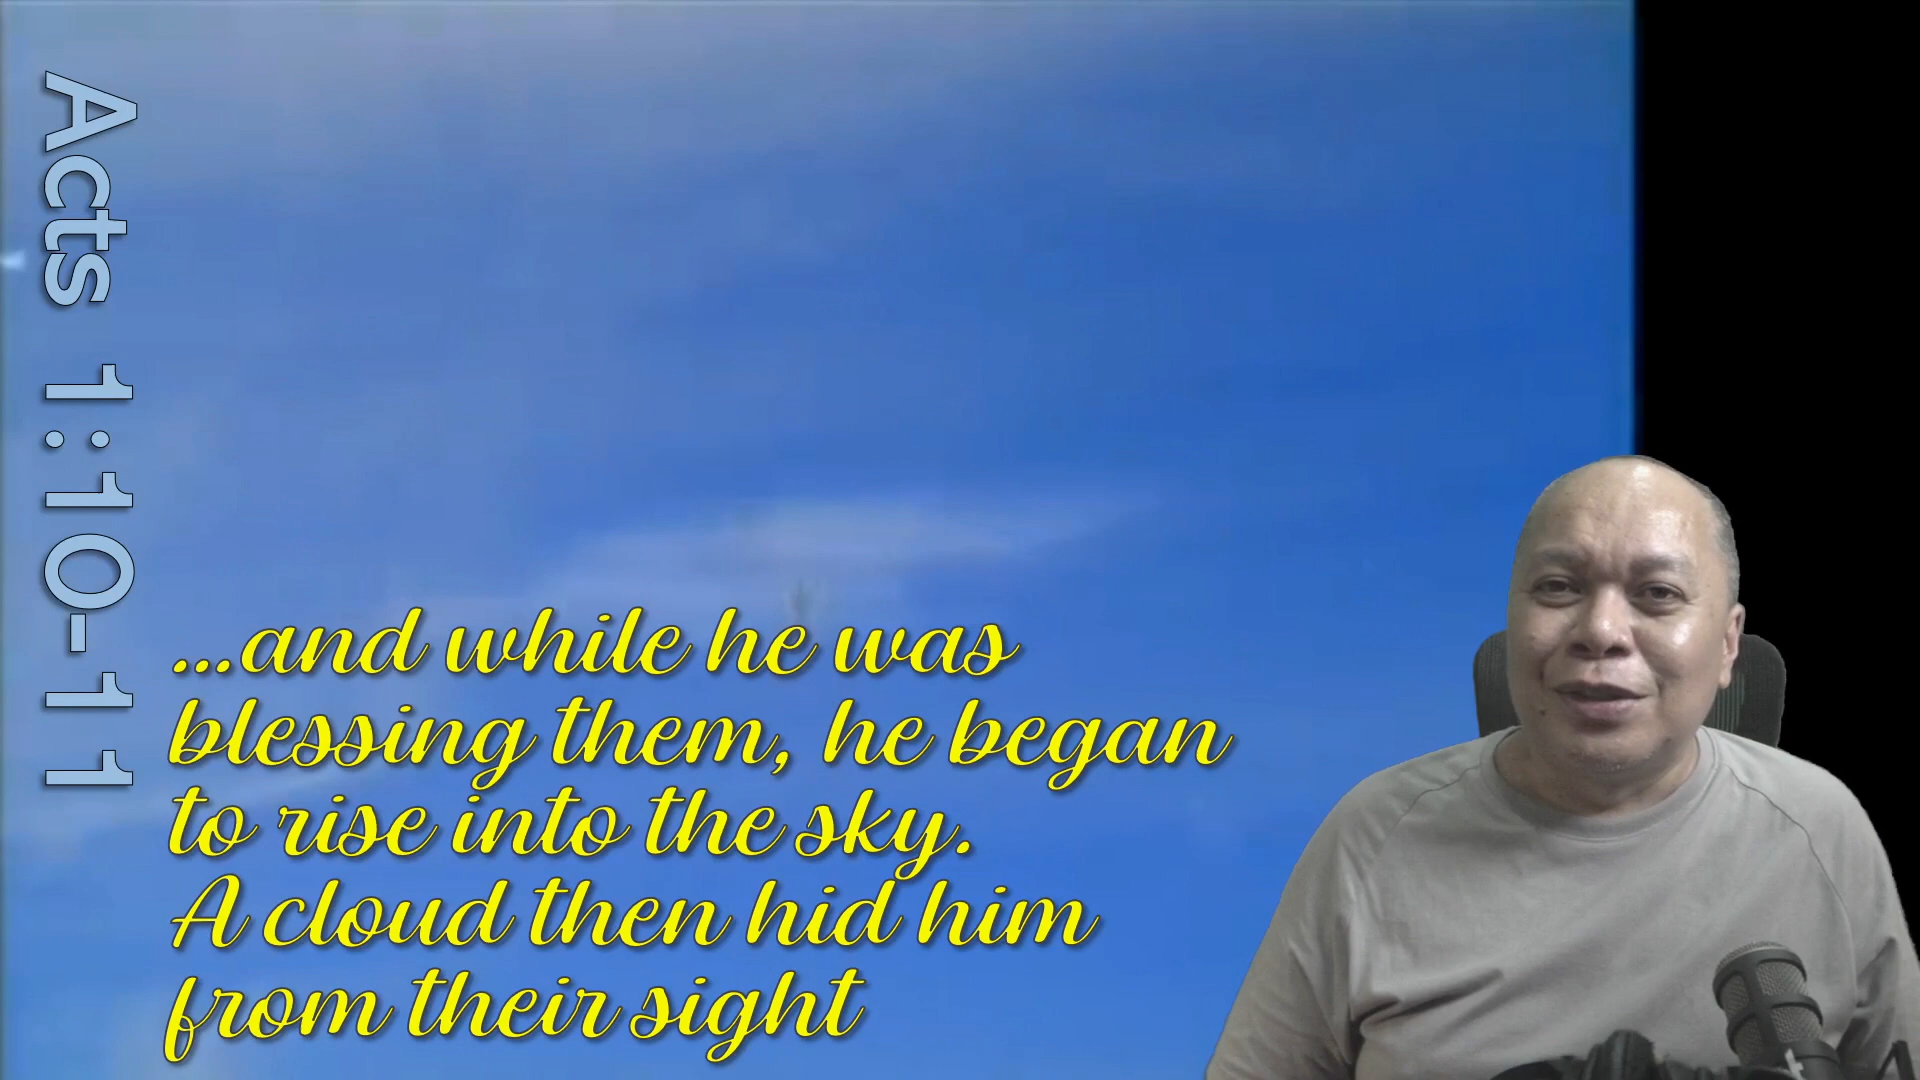 Acts 1:10-11
...and while he was
blessing them, he began
to rise into the sky.
A cloud then hid him
from their sight